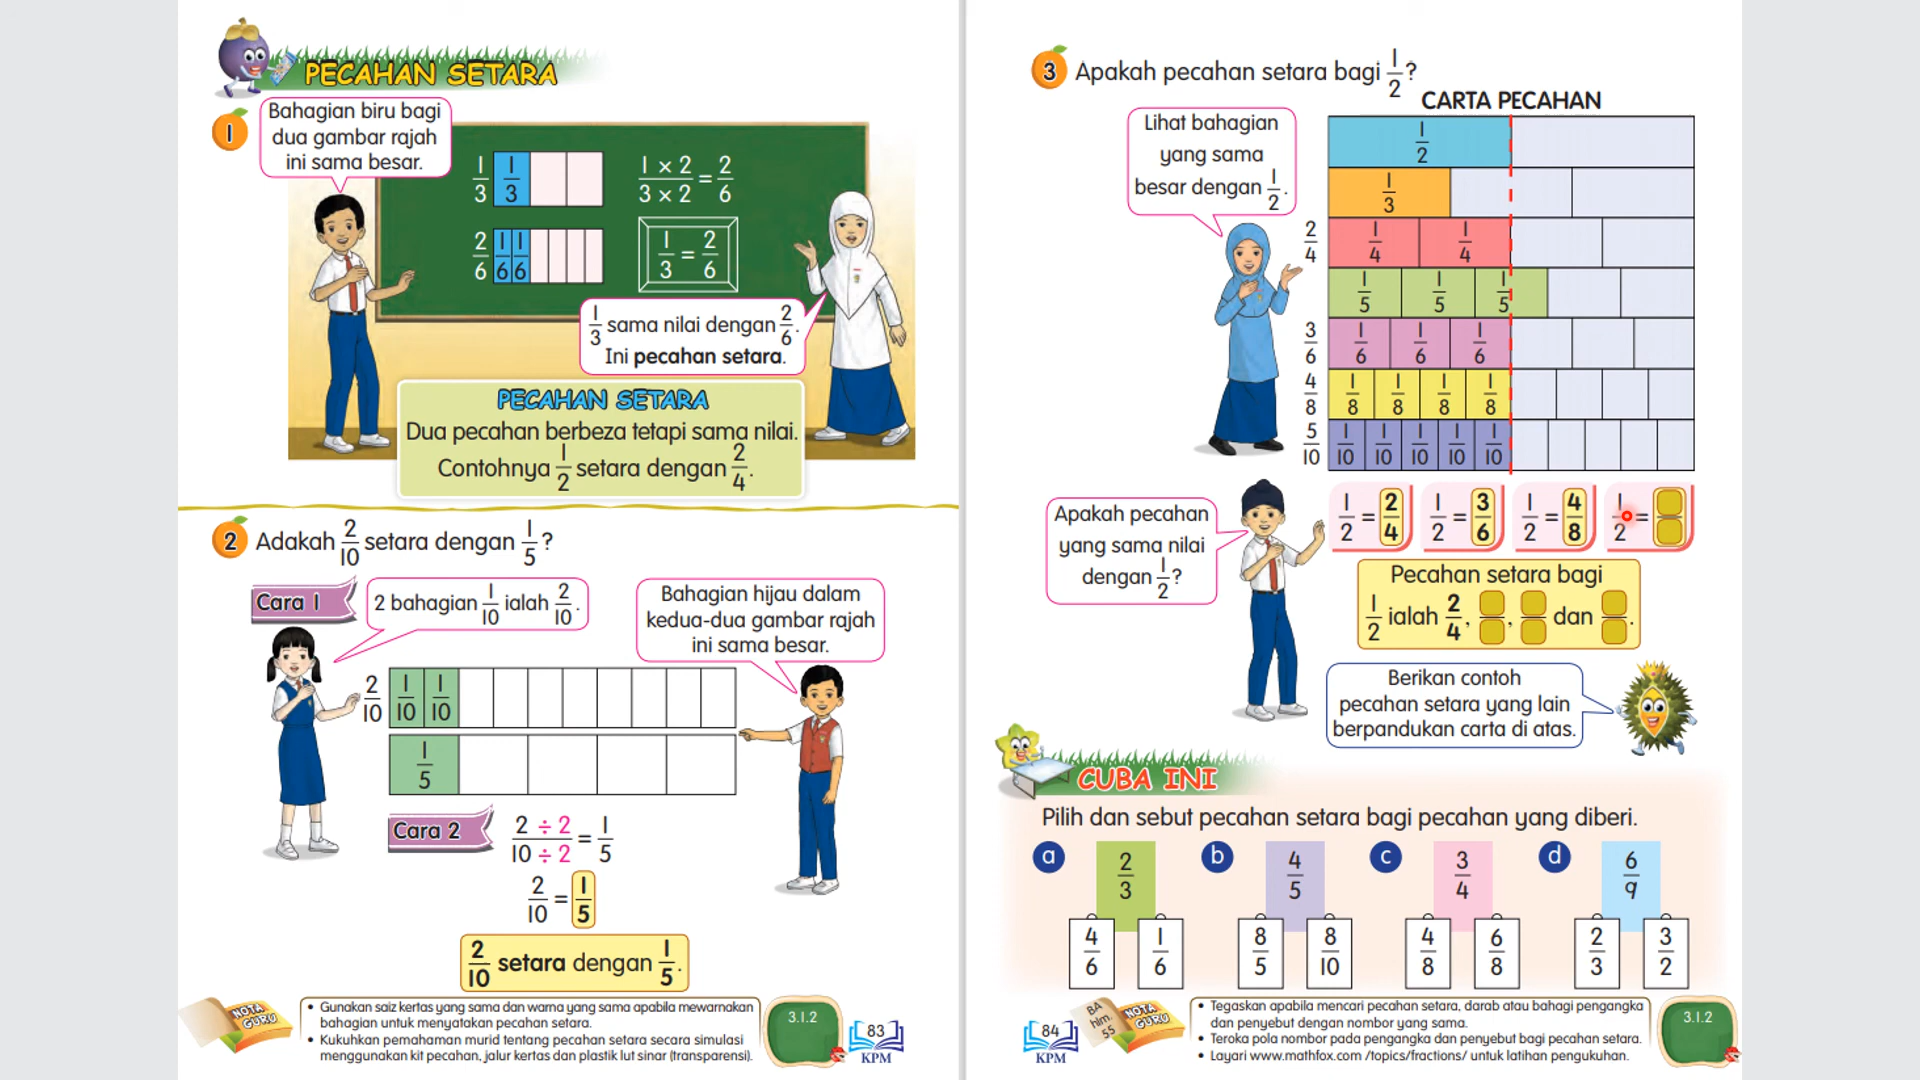 PECAHAN SETARA
1
Bahagian biru bagi
dua gambar rajah
ini sama besar.
1/3 1/3
1 × 2 / 3 × 2 = 2/6
2/6 1/6 1/6
1/3 = 2/6
1/3 sama nilai dengan 2/6.
Ini pecahan setara.
PECAHAN SETARA
Dua pecahan berbeza tetapi sama nilai.
Contohnya 1/2 setara dengan 2/4.
2 Adakah 2/10 setara dengan 1/5?
Cara 1
2 bahagian 1/10 ialah 2/10.
Bahagian hijau dalam
kedua-dua gambar rajah
ini sama besar.
2/10 1/10 1/10
1/5
Cara 2
2 ÷ 2 / 10 ÷ 2 = 1/5
2/10 = 1/5
2/10 setara dengan 1/5.
NOTA GURU
• Gunakan saiz kertas yang sama dan warna yang sama apabila mewarnakan
bahagian untuk menyatakan pecahan setara.
• Kukuhkan pemahaman murid tentang pecahan setara secara simulasi
menggunakan kit pecahan, jalur kertas dan plastik lut sinar (transparensi).
3.1.2
83
KPM
3 Apakah pecahan setara bagi 1/2?
CARTA PECAHAN
Lihat bahagian
yang sama
besar dengan 1/2.
1/2
1/3
2/4 1/4 1/4
1/5 1/5 1/5
3/6 1/6 1/6 1/6
4/8 1/8 1/8 1/8 1/8
5/10 1/10 1/10 1/10 1/10 1/10
Apakah pecahan
yang sama nilai
dengan 1/2?
1/2 = 2/4 1/2 = 3/6 1/2 = 4/8 1/2 =
Pecahan setara bagi
1/2 ialah 2/4, , dan .
Berikan contoh
pecahan setara yang lain
berpandukan carta di atas.
CUBA INI
Pilih dan sebut pecahan setara bagi pecahan yang diberi.
a 2/3 b 4/5 c 3/4 d 6/9
4/6 1/6 8/5 8/10 4/8 6/8 2/3 3/2
84
KPM
BA
hlm.
55
NOTA GURU
• Tegaskan apabila mencari pecahan setara, darab atau bahagi pengangka
dan penyebut dengan nombor yang sama.
• Teroka pola nombor pada pengangka dan penyebut bagi pecahan setara.
• Layari www.mathfox.com /topics/fractions/ untuk latihan pengukuhan.
3.1.2